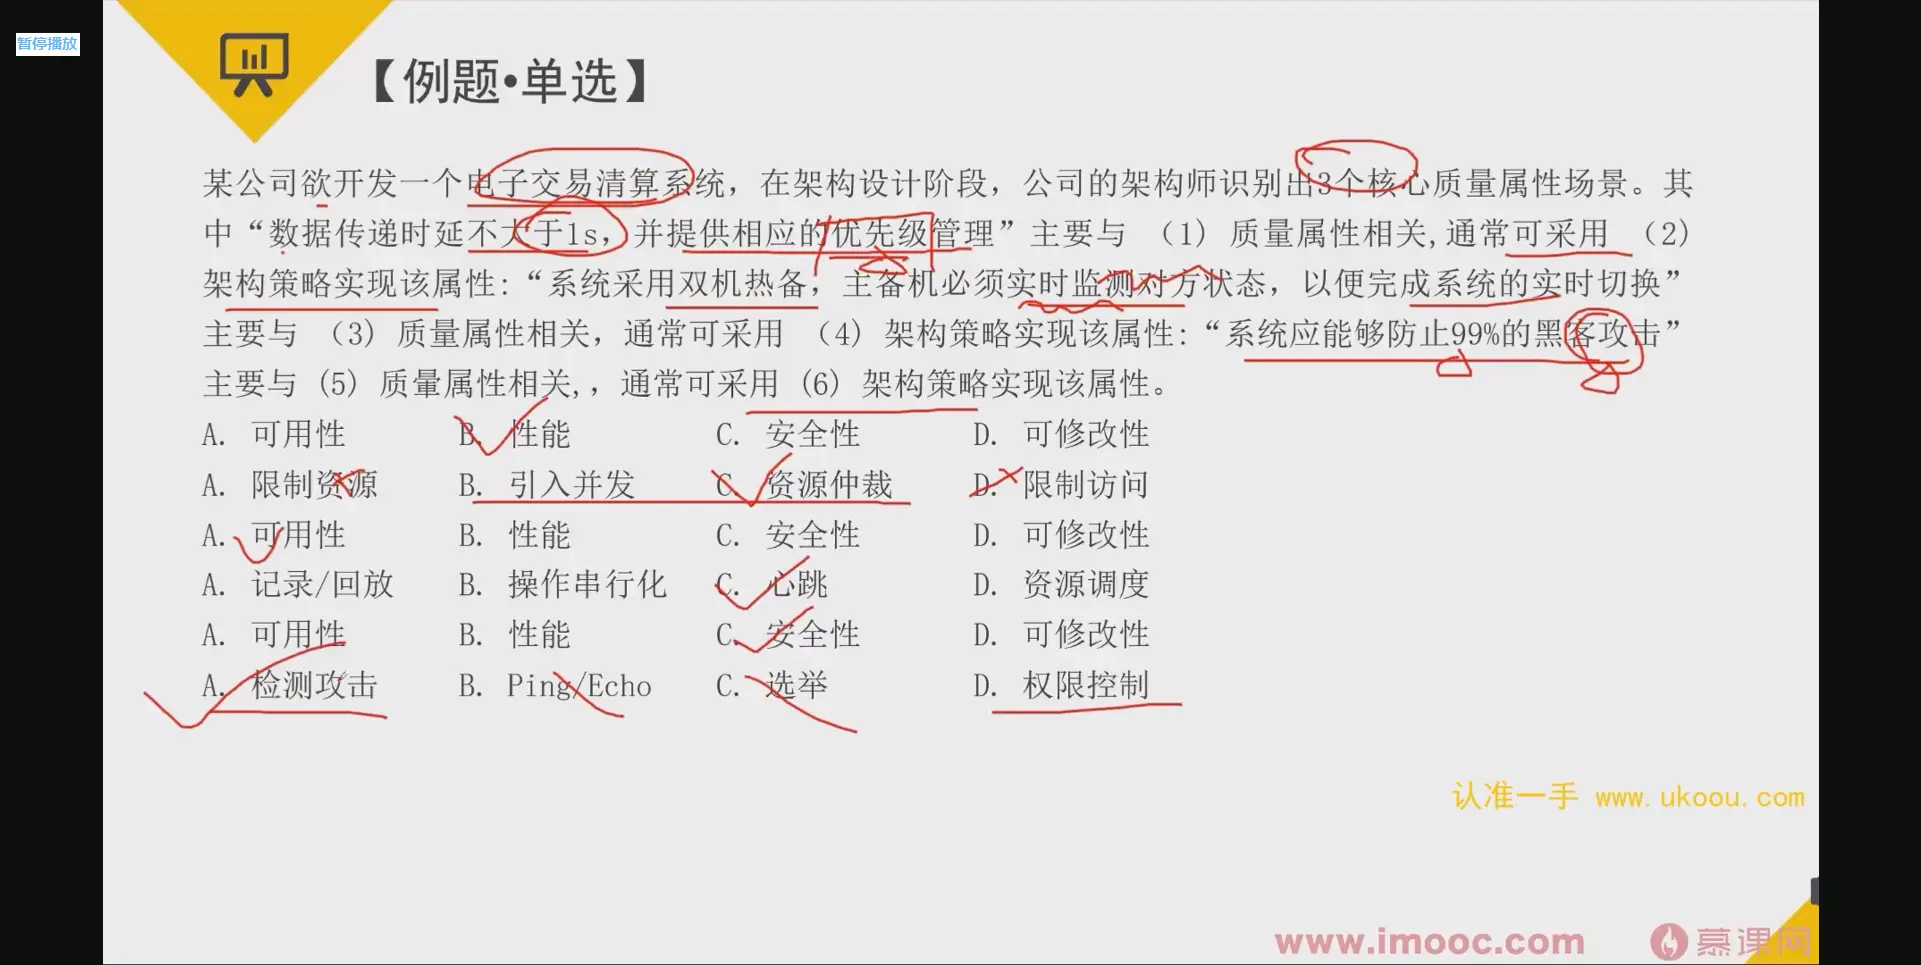 暂停播放
【例题•单选】
某公司欲开发一个电子交易清算系统，在架构设计阶段，公司的架构师识别出3个核心质量属性场景。其
中“数据传递时延不大于1s，并提供相应的优先级管理”主要与 （1) 质量属性相关,通常可采用 （2)
架构策略实现该属性:“系统采用双机热备，主备机必须实时监测对方状态，以便完成系统的实时切换”
主要与 （3) 质量属性相关，通常可采用 （4) 架构策略实现该属性:“系统应能够防止99%的黑客攻击”
主要与 (5) 质量属性相关,，通常可采用 (6) 架构策略实现该属性。
A. 可用性 B. 性能 C. 安全性 D. 可修改性
A. 限制资源 B. 引入并发 C. 资源仲裁 D. 限制访问
A. 可用性 B. 性能 C. 安全性 D. 可修改性
A. 记录/回放 B. 操作串行化 C. 心跳 D. 资源调度
A. 可用性 B. 性能 C. 安全性 D. 可修改性
A. 检测攻击 B. Ping/Echo C. 选举 D. 权限控制
认准一手 www.ukoou.com
www.imooc.com 慕课网